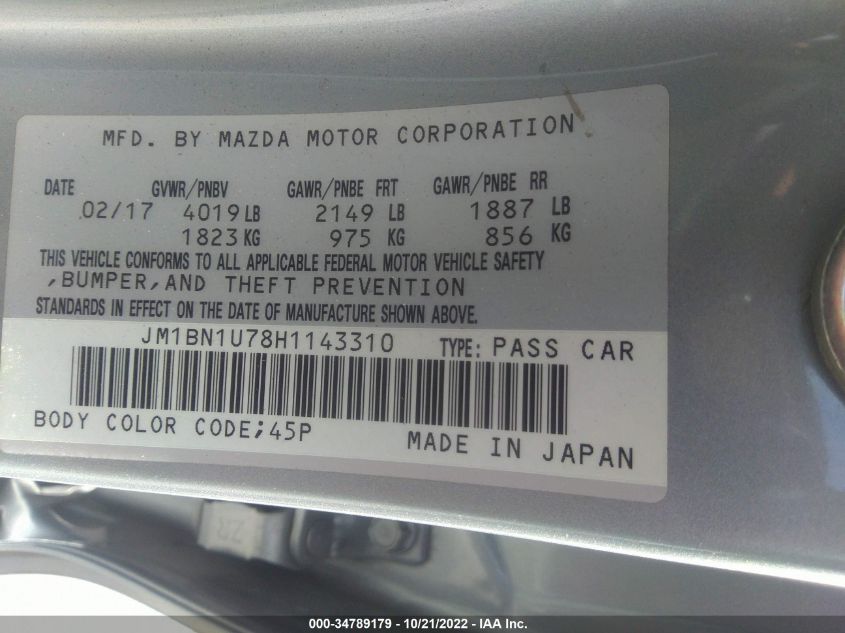 MFD. BY MAZDA MOTOR CORPORATION
DATE GVWR/PNBV GAWR/PNBE FRT GAWR/PNBE RR
02/17 4019 LB 2149 LB 1887 LB
1823 KG 975 KG 856 KG
THIS VEHICLE CONFORMS TO ALL APPLICABLE FEDERAL MOTOR VEHICLE SAFETY
,BUMPER,AND THEFT PREVENTION
STANDARDS IN EFFECT ON THE DATE OF MANUFACTURE SHOWN ABOVE.
JM1BN1U78H1143310 TYPE: PASS CAR
BODY COLOR CODE;45P
MADE IN JAPAN
ZR
000-34789179 - 10/21/2022 - IAA Inc.